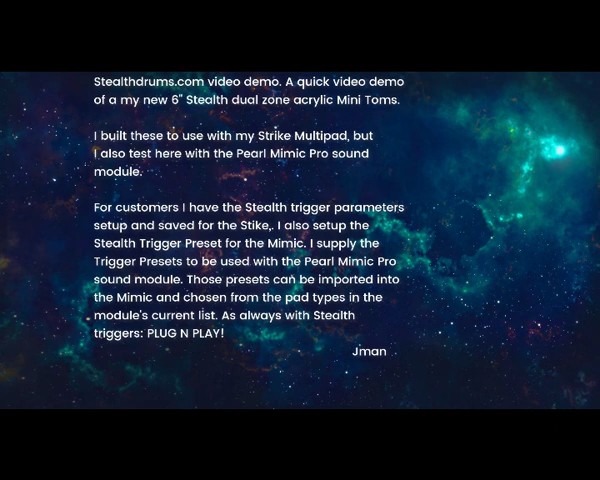 Stealthdrums.com video demo. A quick video demo
of a my new 6" Stealth dual zone acrylic Mini Toms.
I built these to use with my Strike Multipad, but
I also test here with the Pearl Mimic Pro sound
module.
For customers I have the Stealth trigger parameters
setup and saved for the Stike,. I also setup the
Stealth Trigger Preset for the Mimic. I supply the
Trigger Presets to be used with the Pearl Mimic Pro
sound module. Those presets can be imported into
the Mimic and chosen from the pad types in the
module's current list. As always with Stealth
triggers: PLUG N PLAY!
Jman